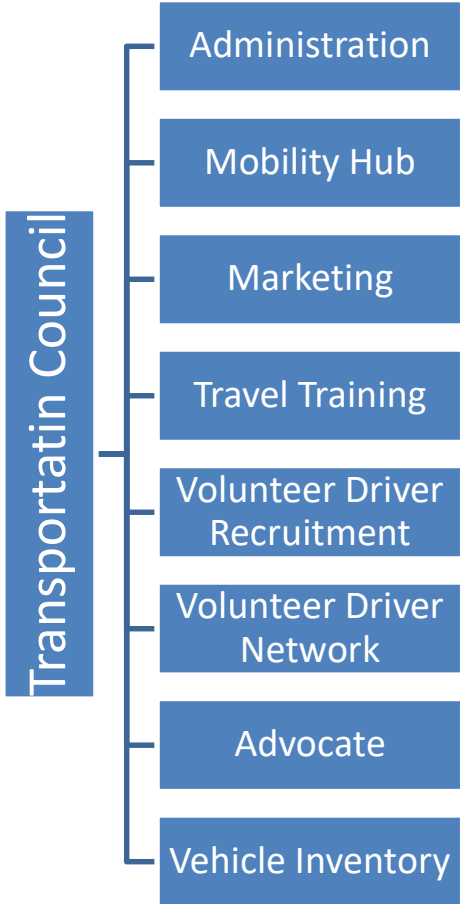 Transportatin Council
Administration
Mobility Hub
Marketing
Travel Training
Volunteer Driver
Recruitment
Volunteer Driver
Network
Advocate
Vehicle Inventory